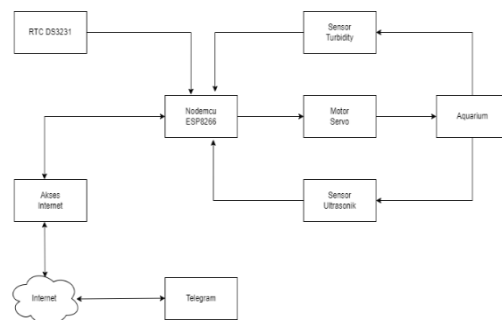 RTC DS3231
Sensor
Turbidity
Nodemcu
ESP8266
Motor
Servo
Aquarium
Akses
Internet
Sensor
Ultrasonik
Internet
Telegram